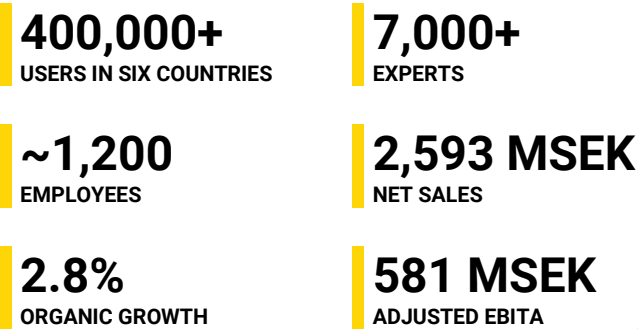 400,000+
USERS IN SIX COUNTRIES
7,000+
EXPERTS
~1,200
EMPLOYEES
2,593 MSEK
NET SALES
2.8%
ORGANIC GROWTH
581 MSEK
ADJUSTED EBITA